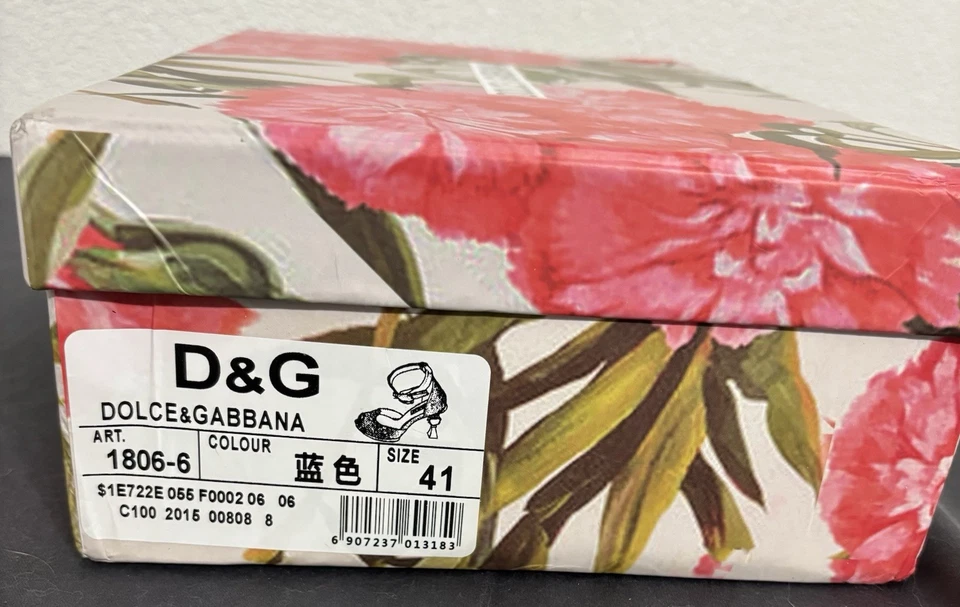 D&G
DOLCE&GABBANA
ART.
1806-6
COLOUR
蓝色
SIZE
41
$1E722E 055 F0002 06 06
C100 2015 00808 8
6 907237 013183